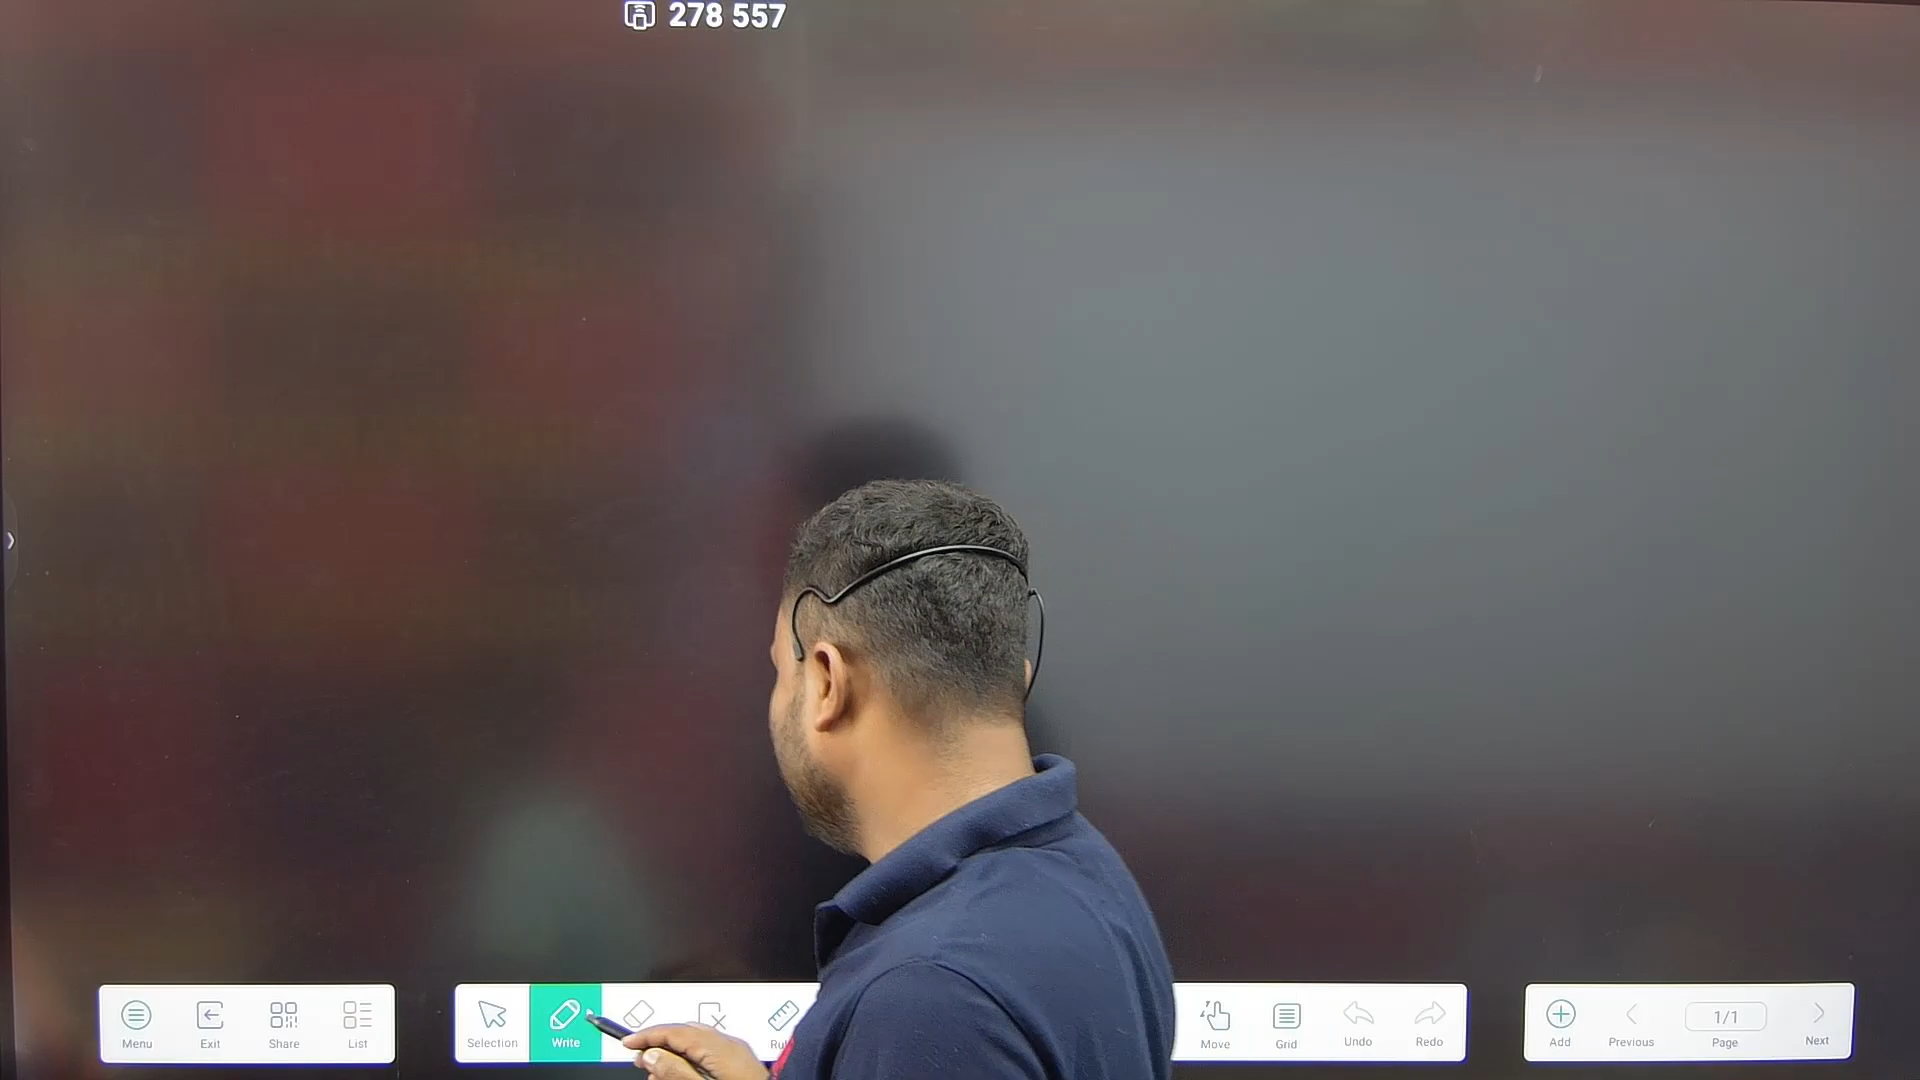 278 557
Menu
Exit
Share
List
Selection
Write
Move
Grid
Undo
Redo
Add
Previous
1/1
Page
Next